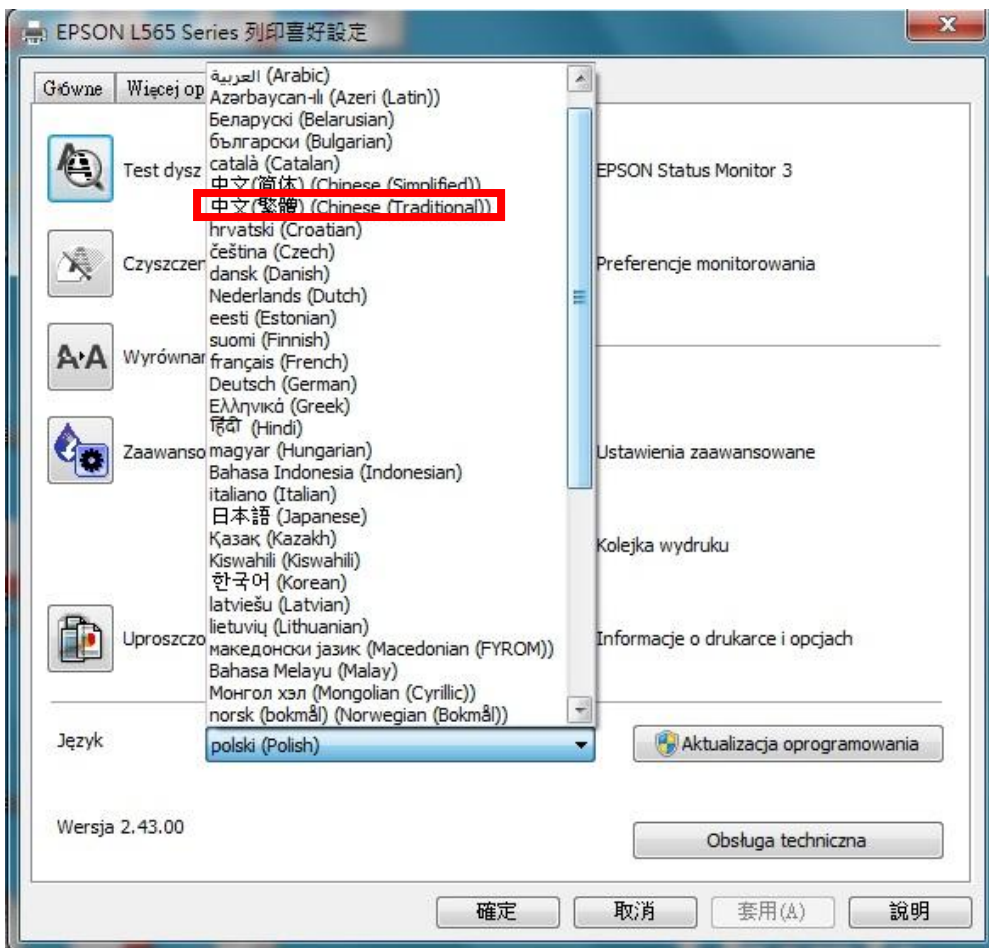 EPSON L565 Series 列印喜好設定
Główne
Więcej op
Test dysz
Czyszczen
Wyrównar
Zaawanso
Uproszczo
العربية (Arabic)
Azərbaycan-ılı (Azeri (Latin))
Беларускі (Belarusian)
български (Bulgarian)
català (Catalan)
中文(简体) (Chinese (Simplified))
中文(繁體) (Chinese (Traditional))
hrvatski (Croatian)
čeština (Czech)
dansk (Danish)
Nederlands (Dutch)
eesti (Estonian)
suomi (Finnish)
français (French)
Deutsch (German)
Ελληνικά (Greek)
हिंदी (Hindi)
magyar (Hungarian)
Bahasa Indonesia (Indonesian)
italiano (Italian)
日本語 (Japanese)
Қазақ (Kazakh)
Kiswahili (Kiswahili)
한국어 (Korean)
latviešu (Latvian)
lietuvių (Lithuanian)
македонски јазик (Macedonian (FYROM))
Bahasa Melayu (Malay)
Монгол хэл (Mongolian (Cyrillic))
norsk (bokmål) (Norwegian (Bokmål))
EPSON Status Monitor 3
Preferencje monitorowania
Ustawienia zaawansowane
Kolejka wydruku
Informacje o drukarce i opcjach
Język
polski (Polish)
Aktualizacja oprogramowania
Wersja 2.43.00
Obsługa techniczna
確定
取消
套用(A)
說明